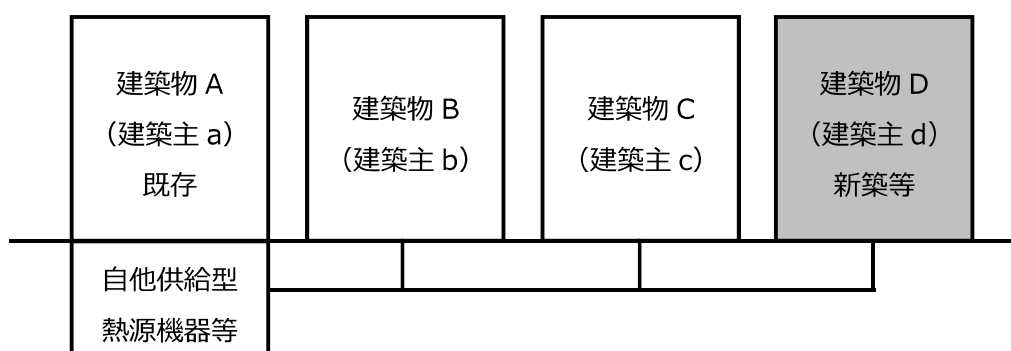 建築物 A
（建築主 a）
既存
建築物 B
（建築主 b）
建築物 C
（建築主 c）
建築物 D
（建築主 d）
新築等
自他供給型
熱源機器等